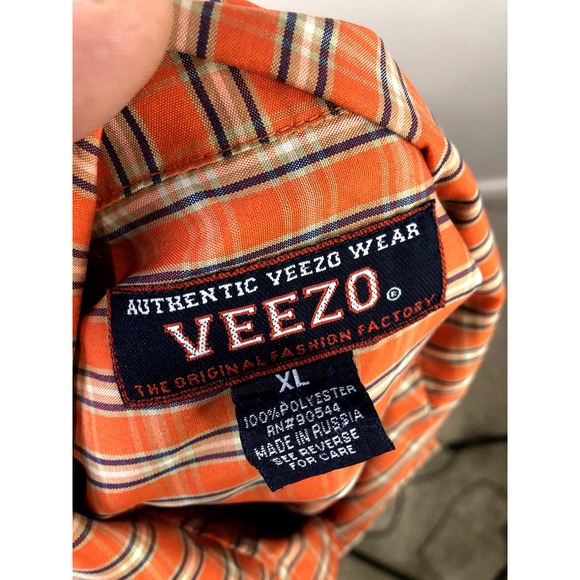 AUTHENTIC VEEZO WEAR
VEEZO®
THE ORIGINAL FASHION FACTORY
XL
100% POLYESTER
RN#90544
MADE IN RUSSIA
SEE REVERSE
FOR CARE